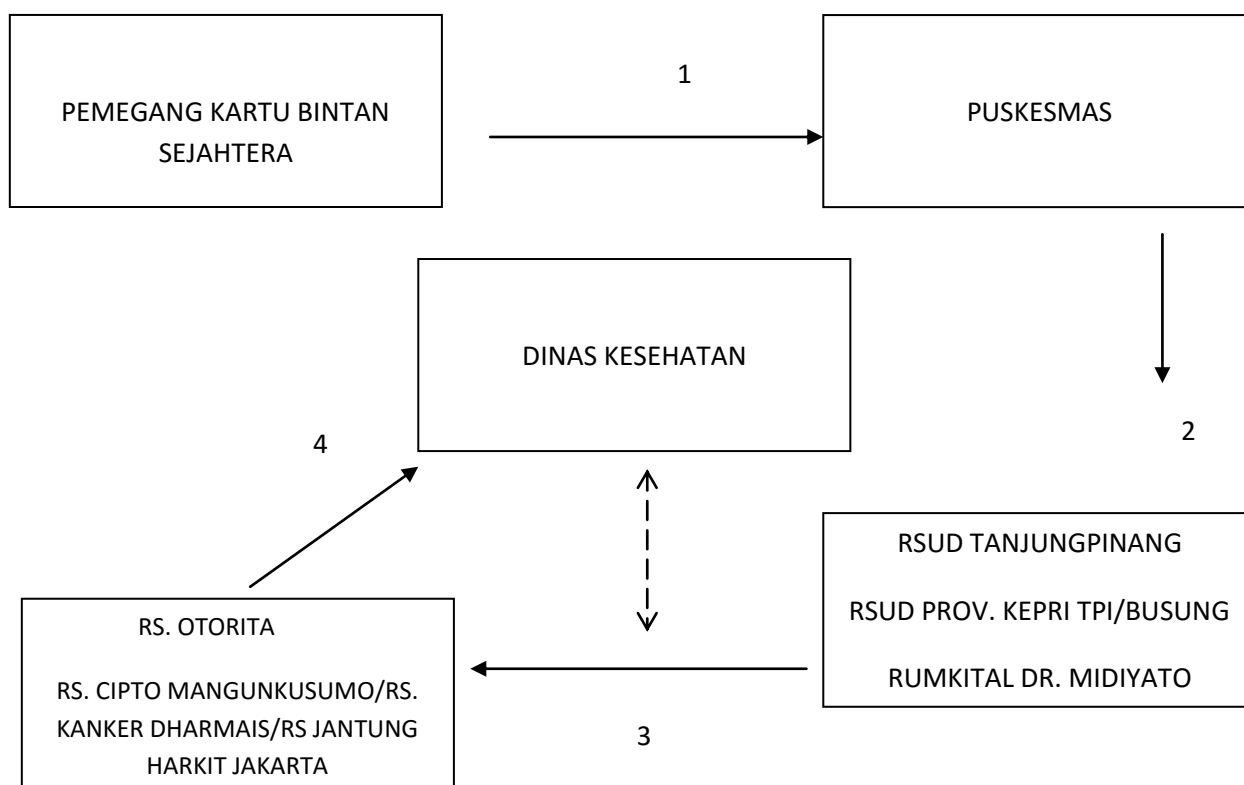 PEMEGANG KARTU BINTAN
SEJAHTERA
1
PUSKESMAS
DINAS KESEHATAN
4
2
RSUD TANJUNGPINANG
RSUD PROV. KEPRI TPI/BUSUNG
RUMKITAL DR. MIDIYATO
RS. OTORITA
RS. CIPTO MANGUNKUSUMO/RS.
KANKER DHARMAIS/RS JANTUNG
HARKIT JAKARTA
3